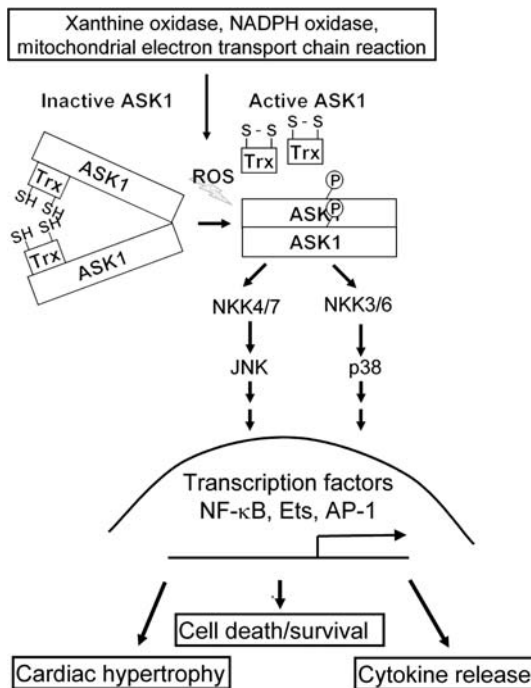 Xanthine oxidase, NADPH oxidase,
mitochondrial electron transport chain reaction
Inactive ASK1
Active ASK1
S - S
S - S
Trx
Trx
ROS
ASK1
Trx
SH
SH
SH
SH
Trx
ASK1
P
P
ASK1
ASK1
NKK4/7
NKK3/6
JNK
p38
Transcription factors
NF-κB, Ets, AP-1
Cell death/survival
Cardiac hypertrophy
Cytokine release